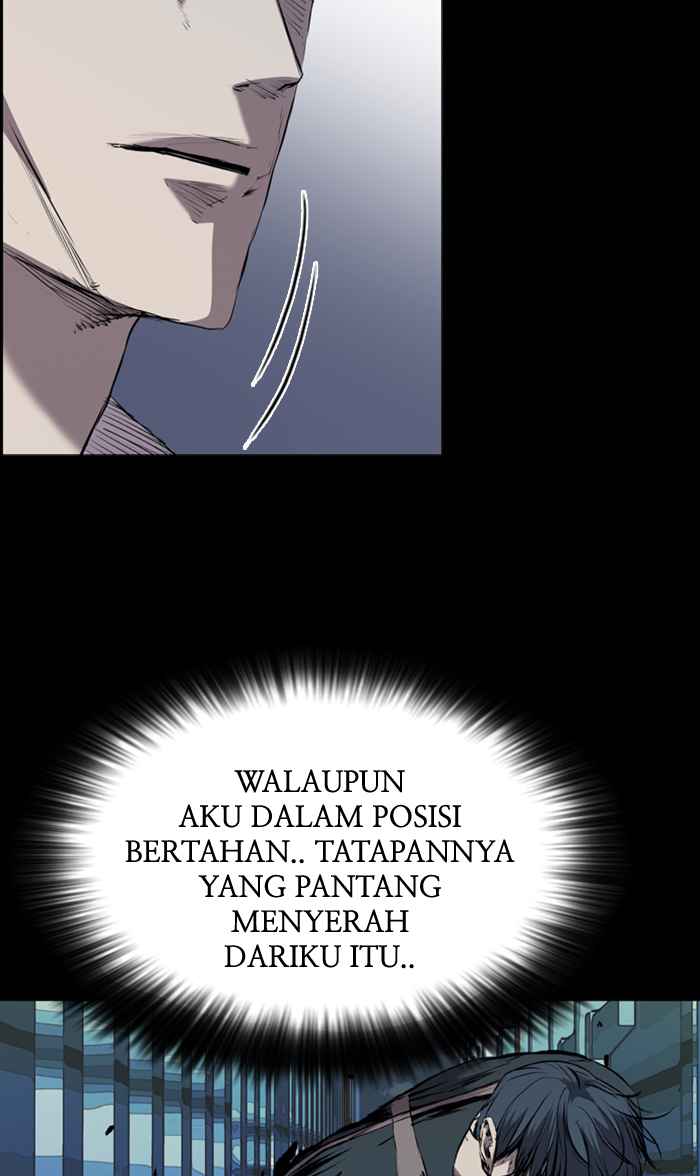 WALAUPUN
AKU DALAM POSISI
BERTAHAN.. TATAPANNYA
YANG PANTANG
MENYERAH
DARIKU ITU..